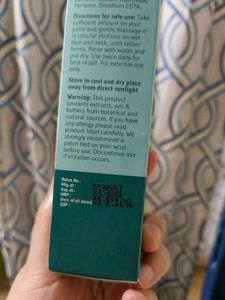 Perfume, Disodium EDTA.
Directions for safe use: Take
sufficient amount on your
palm and gently massage it
in circular motions on wet
face and neck, until lather
forms. Rinse with water and
pat dry. Use twice daily for
best result. For external use
only.
Store in cool and dry place
away from direct sunlight
Warning: This product
contains extracts, oils &
butters from botanical and
natural sources. If you have
any allergy please read
product label carefully. We
strongly recommend a
patch test on your wrist
before use. Discontinue use
if irritation occurs.
Batch No :
Mfg dt :
Exp dt :
MRP :
(Incl. of all taxes)
USP :